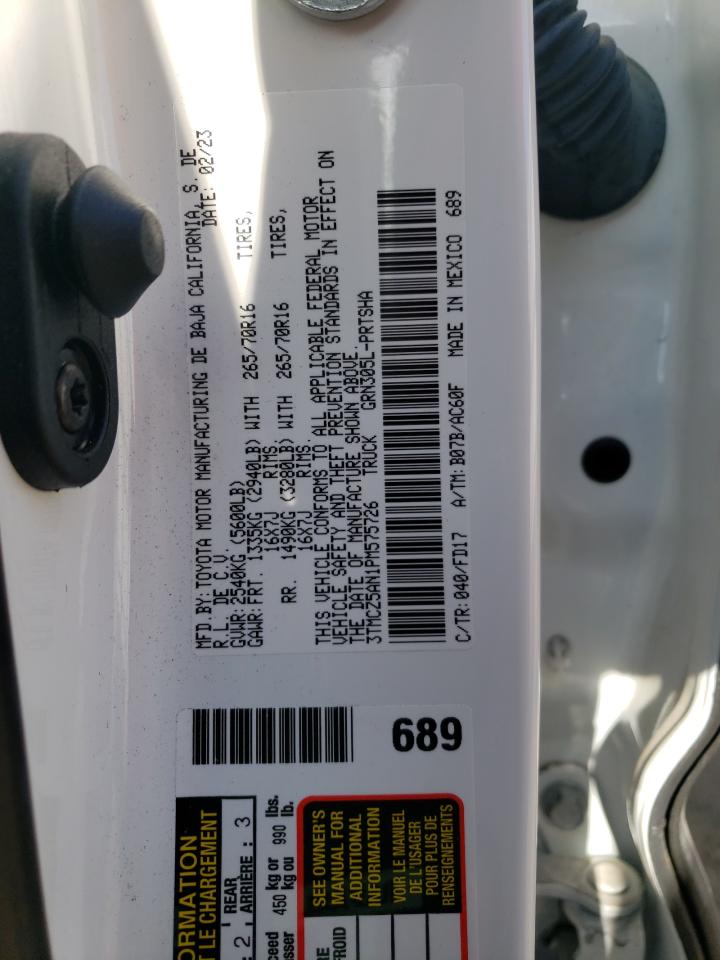 MFD.BY: TOYOTA MOTOR MANUFACTURING DE BAJA CALIFORNIA, S. DE
R.L. DE C.V. DATE: 02/23
GVWR: 2540KG (5600LB)
GAWR: FRT. 1335KG (2940LB) WITH 265/70R16 TIRES,
16X7J RIMS
RR. 1490KG (3280LB) WITH 265/70R16 TIRES,
16X7J RIMS
THIS VEHICLE CONFORMS TO ALL APPLICABLE FEDERAL MOTOR
VEHICLE SAFETY AND THEFT PREVENTION STANDARDS IN EFFECT ON
THE DATE OF MANUFACTURE SHOWN ABOVE.
3TMCZ5AN1PM575726 TRUCK GRN305L-PRTSHA
C/TR: 040/FD17 A/TM: B07B/AC60F MADE IN MEXICO 689
689
ORMATION
T LE CHARGEMENT
: 2 REAR
ARRIÈRE : 3
ceed 450 kg or 990 lbs.
asser kg ou lb.
SEE OWNER'S
MANUAL FOR
ADDITIONAL
INFORMATION
VOIR LE MANUEL
DE L'USAGER
POUR PLUS DE
RENSEIGNEMENTS
RE
FROID